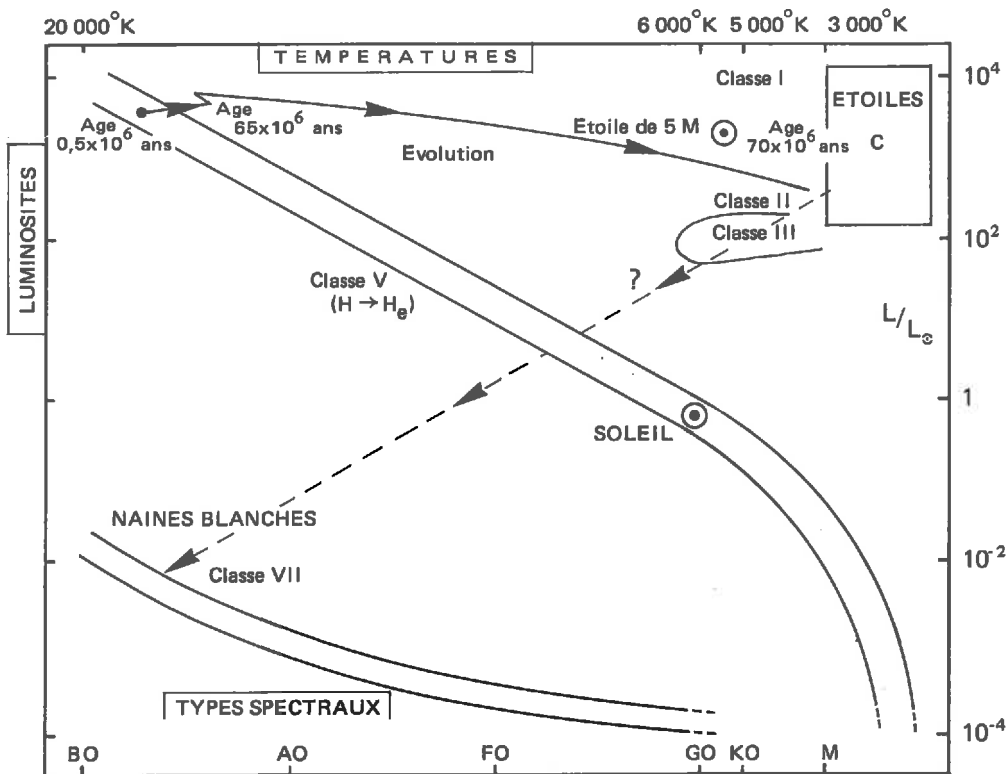 20 000°K
6 000°K
5 000°K
3 000°K
TEMPERATURES
Classe I
ETOILES
C
10⁴
Age
0,5x10⁶ ans
Age
65x10⁶ ans
Evolution
Etoile de 5 M
Age
70x10⁶ ans
LUMINOSITES
Classe II
Classe III
10²
Classe V
(H → He)
?
L/L☉
1
SOLEIL
NAINES BLANCHES
Classe VII
10⁻²
TYPES SPECTRAUX
10⁻⁴
BO
AO
FO
GO
KO
M